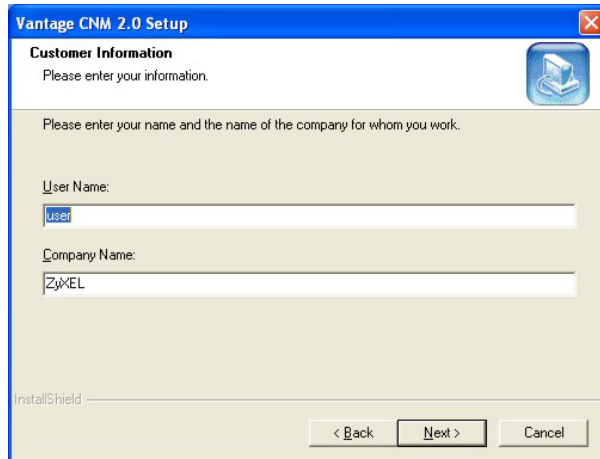 Vantage CNM 2.0 Setup
Customer Information
Please enter your information.
Please enter your name and the name of the company for whom you work.
User Name:
user
Company Name:
ZyXEL
InstallShield
< Back Next > Cancel